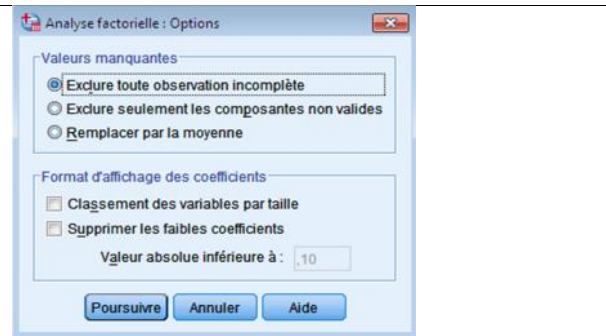 Analyse factorielle : Options
Valeurs manquantes
Exclure toute observation incomplète
Exclure seulement les composantes non valides
Remplacer par la moyenne
Format d'affichage des coefficients
Classement des variables par taille
Supprimer les faibles coefficients
Valeur absolue inférieure à : ,10
Poursuivre Annuler Aide